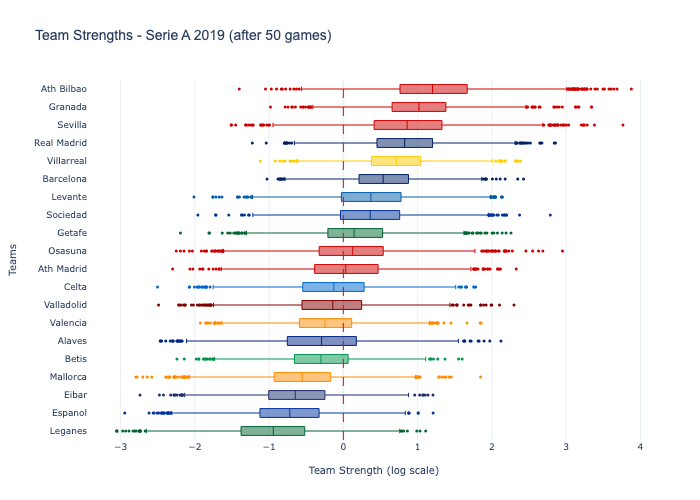 Team Strengths - Serie A 2019 (after 50 games)
Ath Bilbao
Granada
Sevilla
Real Madrid
Villarreal
Barcelona
Levante
Sociedad
Getafe
Osasuna
Ath Madrid
Celta
Valladolid
Valencia
Alaves
Betis
Mallorca
Eibar
Espanol
Leganes
Teams
−3 −2 −1 0 1 2 3 4
Team Strength (log scale)